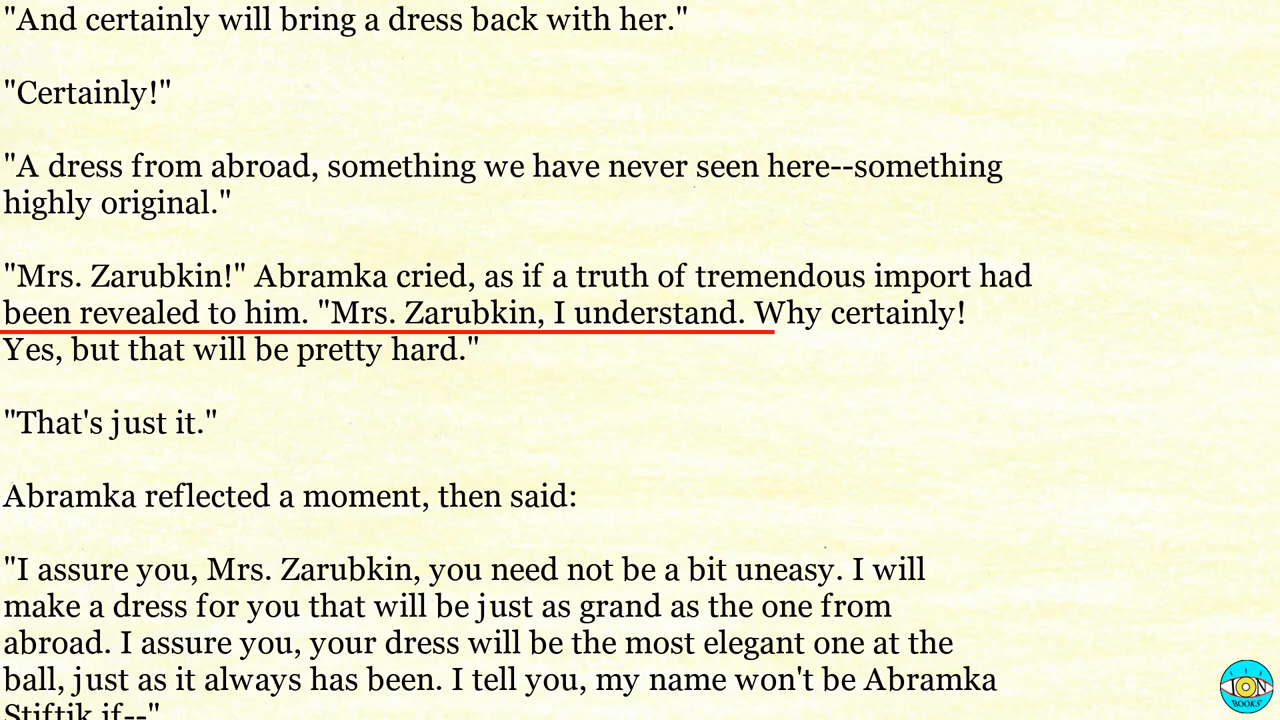 "And certainly will bring a dress back with her."
"Certainly!"
"A dress from abroad, something we have never seen here--something
highly original."
"Mrs. Zarubkin!" Abramka cried, as if a truth of tremendous import had
been revealed to him. "Mrs. Zarubkin, I understand. Why certainly!
Yes, but that will be pretty hard."
"That's just it."
Abramka reflected a moment, then said:
"I assure you, Mrs. Zarubkin, you need not be a bit uneasy. I will
make a dress for you that will be just as grand as the one from
abroad. I assure you, your dress will be the most elegant one at the
ball, just as it always has been. I tell you, my name won't be Abramka
Stiftik if--"
ION
BOOKS